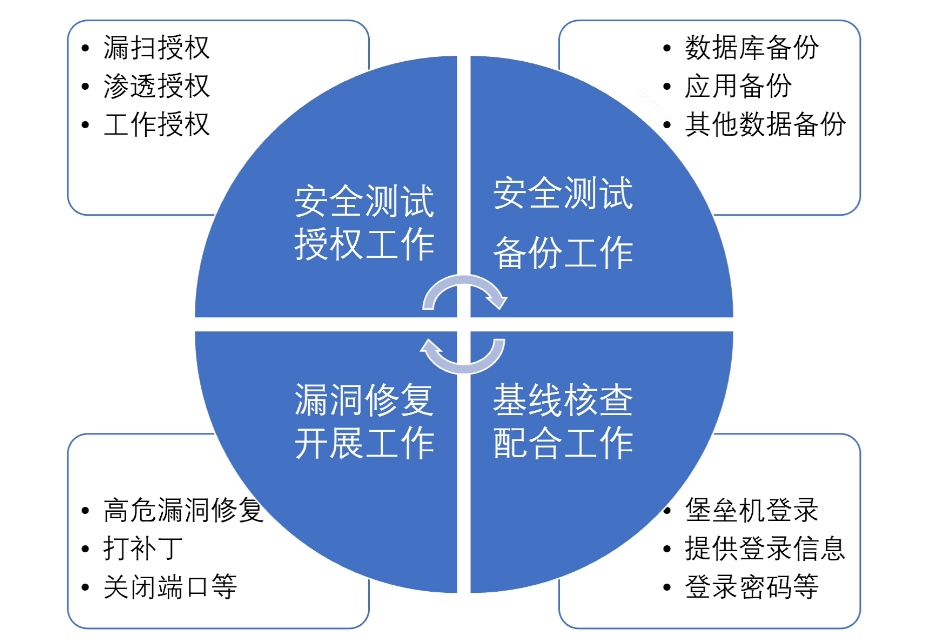 • 漏扫授权
• 渗透授权
• 工作授权
• 数据库备份
• 应用备份
• 其他数据备份
安全测试
授权工作
安全测试
备份工作
漏洞修复
开展工作
基线核查
配合工作
• 高危漏洞修复
• 打补丁
• 关闭端口等
• 堡垒机登录
• 提供登录信息
• 登录密码等